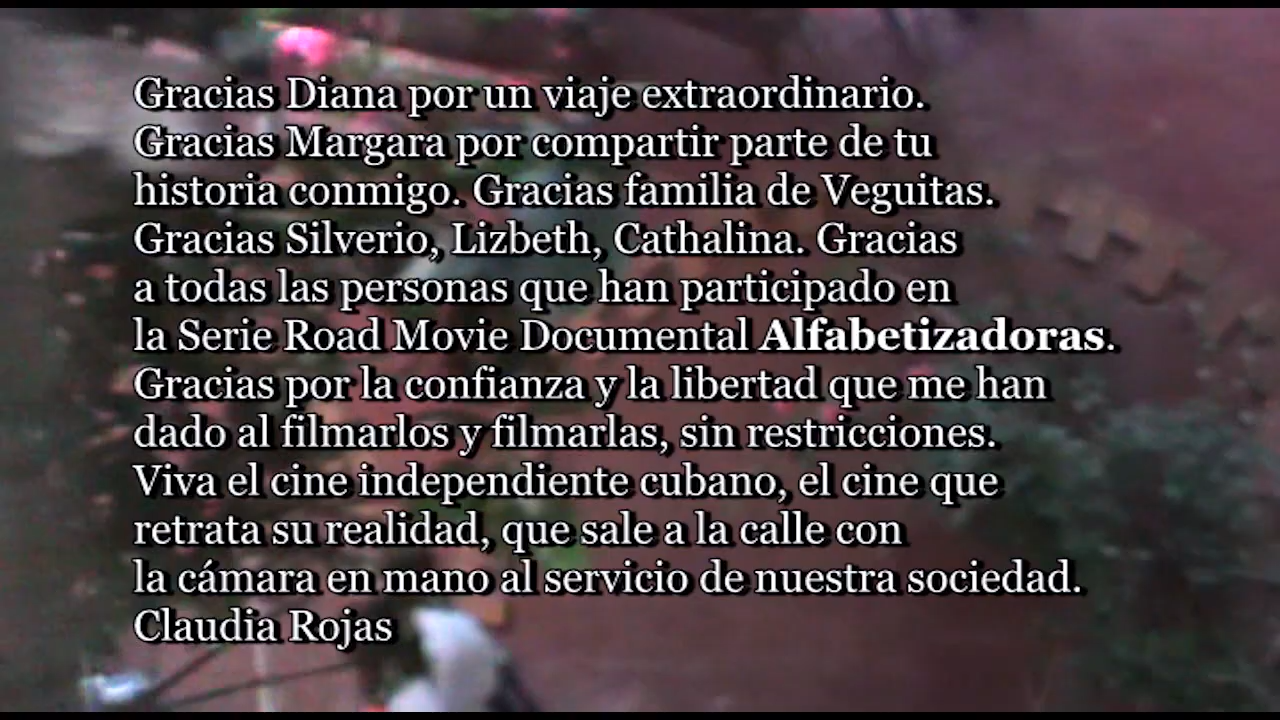 Gracias Diana por un viaje extraordinario.
Gracias Margara por compartir parte de tu
historia conmigo. Gracias familia de Veguitas.
Gracias Silverio, Lizbeth, Cathalina. Gracias
a todas las personas que han participado en
la Serie Road Movie Documental Alfabetizadoras.
Gracias por la confianza y la libertad que me han
dado al filmarlos y filmarlas, sin restricciones.
Viva el cine independiente cubano, el cine que
retrata su realidad, que sale a la calle con
la cámara en mano al servicio de nuestra sociedad.
Claudia Rojas